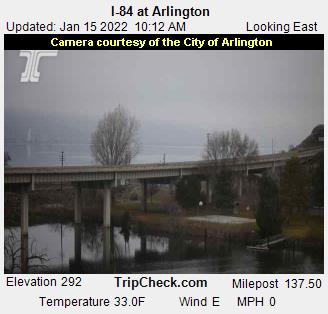 I-84 at Arlington
Updated: Jan 15 2022 10:12 AM Looking East
Camera courtesy of the City of Arlington
Elevation 292 TripCheck.com Milepost 137.50
Temperature 33.0F Wind E MPH 0